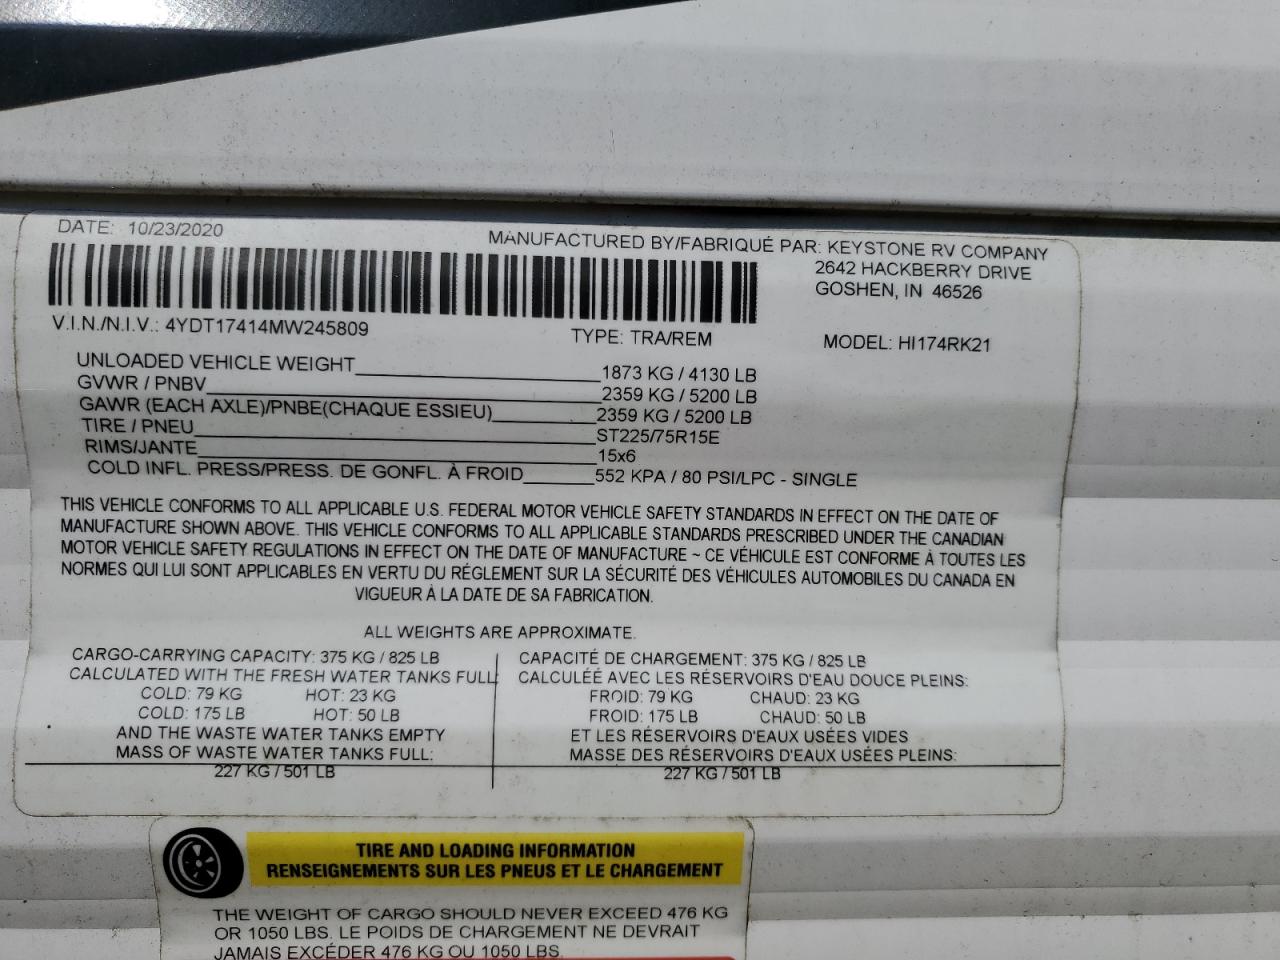 DATE: 10/23/2020
MANUFACTURED BY/FABRIQUÉ PAR: KEYSTONE RV COMPANY
2642 HACKBERRY DRIVE
GOSHEN, IN 46526
V.I.N./N.I.V.: 4YDT17414MW245809
TYPE: TRA/REM
MODEL: HI174RK21
UNLOADED VEHICLE WEIGHT 1873 KG / 4130 LB
GVWR / PNBV 2359 KG / 5200 LB
GAWR (EACH AXLE)/PNBE(CHAQUE ESSIEU) 2359 KG / 5200 LB
TIRE / PNEU ST225/75R15E
RIMS/JANTE 15x6
COLD INFL. PRESS/PRESS. DE GONFL. À FROID 552 KPA / 80 PSI/LPC - SINGLE
THIS VEHICLE CONFORMS TO ALL APPLICABLE U.S. FEDERAL MOTOR VEHICLE SAFETY STANDARDS IN EFFECT ON THE DATE OF
MANUFACTURE SHOWN ABOVE. THIS VEHICLE CONFORMS TO ALL APPLICABLE STANDARDS PRESCRIBED UNDER THE CANADIAN
MOTOR VEHICLE SAFETY REGULATIONS IN EFFECT ON THE DATE OF MANUFACTURE ~ CE VÉHICULE EST CONFORME À TOUTES LES
NORMES QUI LUI SONT APPLICABLES EN VERTU DU RÉGLEMENT SUR LA SÉCURITÉ DES VÉHICULES AUTOMOBILES DU CANADA EN
VIGUEUR À LA DATE DE SA FABRICATION.
ALL WEIGHTS ARE APPROXIMATE.
CARGO-CARRYING CAPACITY: 375 KG / 825 LB
CALCULATED WITH THE FRESH WATER TANKS FULL
COLD: 79 KG HOT: 23 KG
COLD: 175 LB HOT: 50 LB
AND THE WASTE WATER TANKS EMPTY
MASS OF WASTE WATER TANKS FULL:
227 KG / 501 LB
CAPACITÉ DE CHARGEMENT: 375 KG / 825 LB
CALCULÉE AVEC LES RÉSERVOIRS D'EAU DOUCE PLEINS:
FROID: 79 KG CHAUD: 23 KG
FROID: 175 LB CHAUD: 50 LB
ET LES RÉSERVOIRS D'EAUX USÉES VIDES
MASSE DES RÉSERVOIRS D'EAUX USÉES PLEINS:
227 KG / 501 LB
TIRE AND LOADING INFORMATION
RENSEIGNEMENTS SUR LES PNEUS ET LE CHARGEMENT
THE WEIGHT OF CARGO SHOULD NEVER EXCEED 476 KG
OR 1050 LBS. LE POIDS DE CHARGEMENT NE DEVRAIT
JAMAIS EXCÉDER 476 KG OU 1050 LBS.